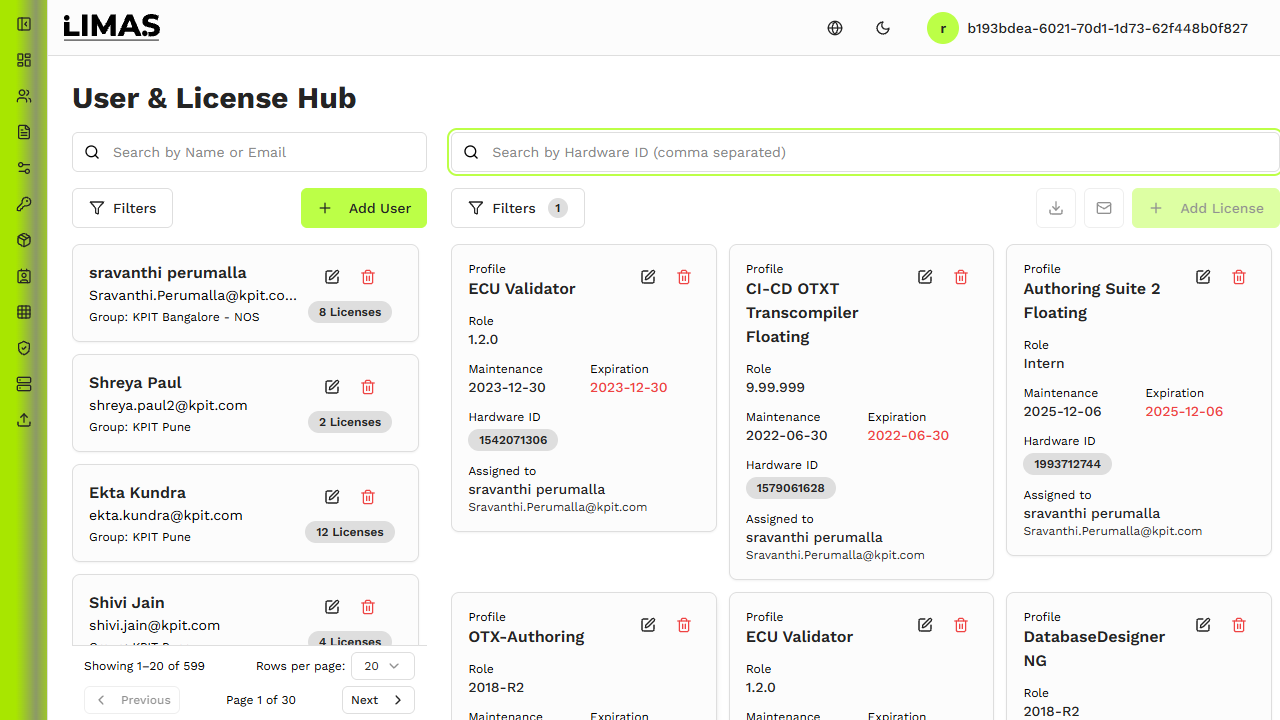 LIMAS
r
b193bdea-6021-70d1-1d73-62f448b0f827
User & License Hub
Search by Name or Email
Search by Hardware ID (comma separated)
Filters
Add User
Filters 1
Add License
sravanthi perumalla
Sravanthi.Perumalla@kpit.co...
Group: KPIT Bangalore - NOS
8 Licenses
Shreya Paul
shreya.paul2@kpit.com
Group: KPIT Pune
2 Licenses
Ekta Kundra
ekta.kundra@kpit.com
Group: KPIT Pune
12 Licenses
Shivi Jain
shivi.jain@kpit.com
4 Licenses
Showing 1–20 of 599
Rows per page: 20
Previous
Page 1 of 30
Next
Profile
ECU Validator
Role
1.2.0
Maintenance Expiration
2023-12-30 2023-12-30
Hardware ID
1542071306
Assigned to
sravanthi perumalla
Sravanthi.Perumalla@kpit.com
Profile
CI-CD OTXT
Transcompiler
Floating
Role
9.99.999
Maintenance Expiration
2022-06-30 2022-06-30
Hardware ID
1579061628
Assigned to
sravanthi perumalla
Sravanthi.Perumalla@kpit.com
Profile
Authoring Suite 2
Floating
Role
Intern
Maintenance Expiration
2025-12-06 2025-12-06
Hardware ID
1993712744
Assigned to
sravanthi perumalla
Sravanthi.Perumalla@kpit.com
Profile
OTX-Authoring
Role
2018-R2
Maintenance Expiration
Profile
ECU Validator
Role
1.2.0
Maintenance Expiration
Profile
DatabaseDesigner
NG
Role
2018-R2